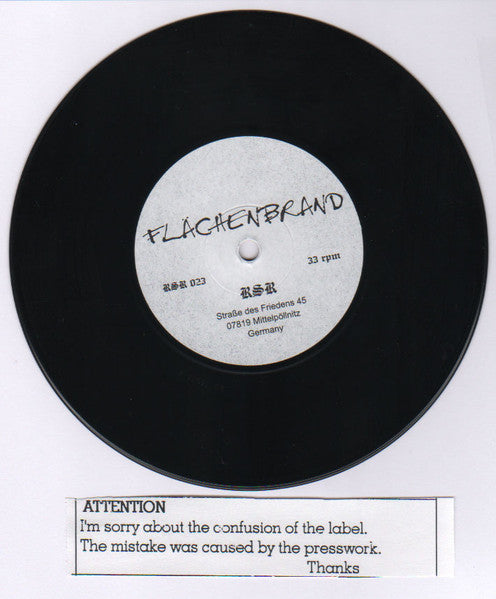 FLÄCHENBRAND
RSR 023
33 rpm
RSR
Straße des Friedens 45
07819 Mittelpöllnitz
Germany
ATTENTION
I'm sorry about the confusion of the label.
The mistake was caused by the presswork.
Thanks